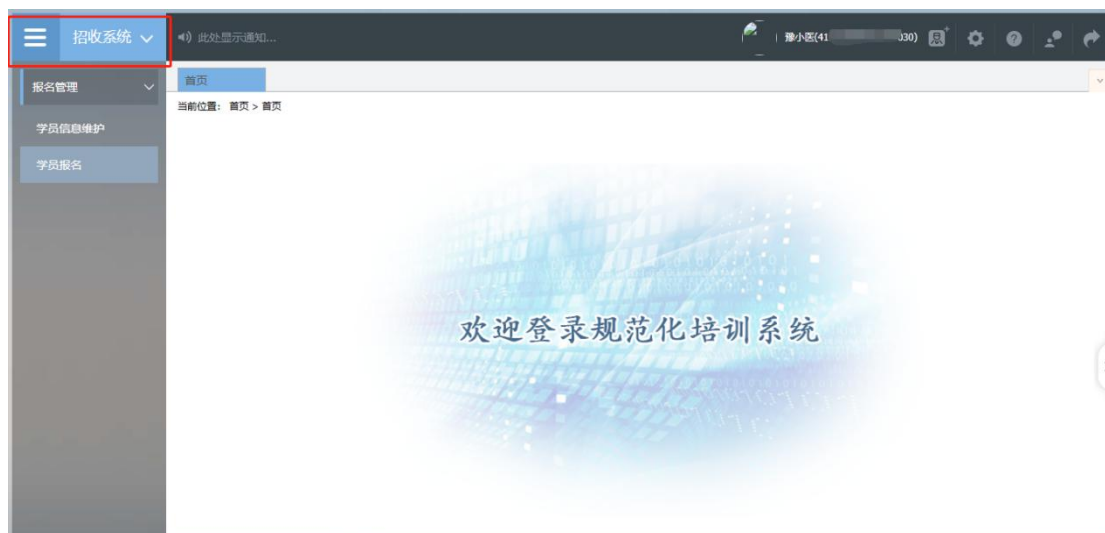 招收系统
此处显示通知...
豫小医(41 030)
报名管理
首页
当前位置: 首页 > 首页
学员信息维护
学员报名
欢迎登录规范化培训系统